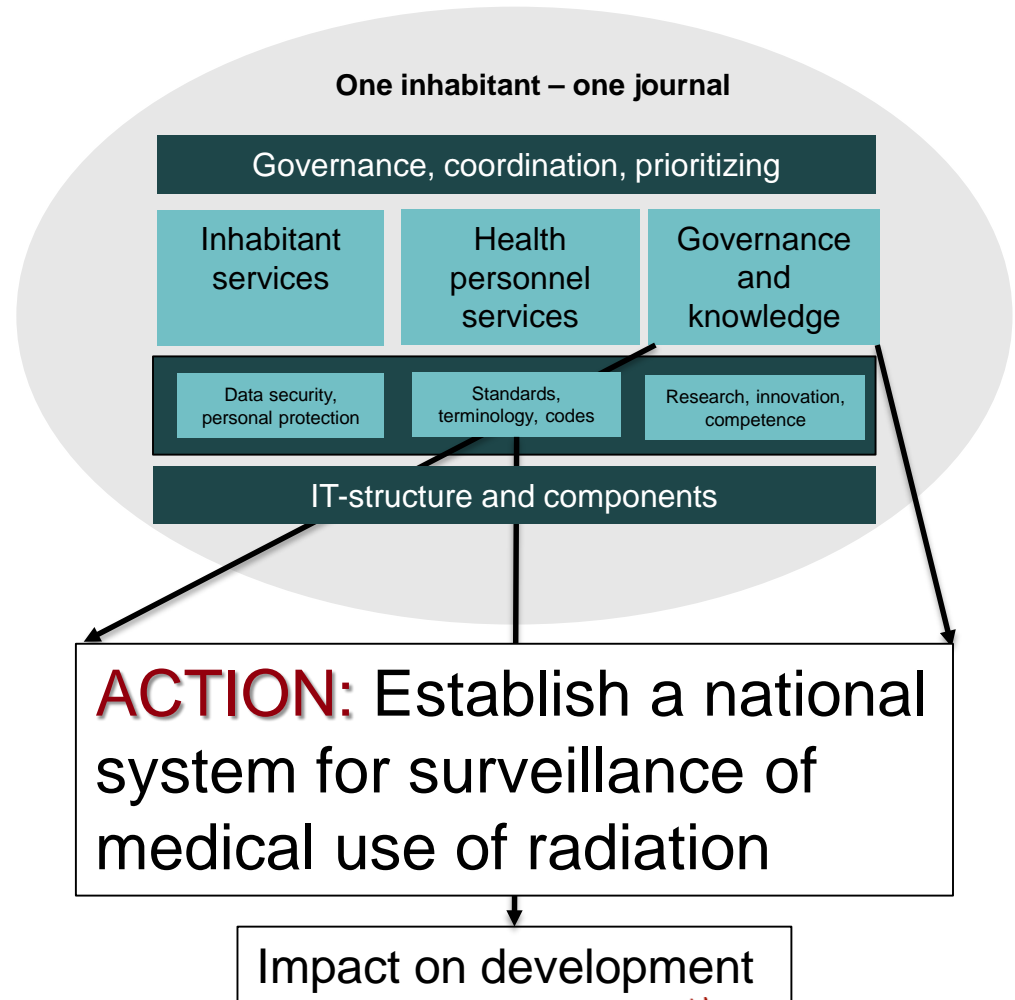 One inhabitant – one journal
Governance, coordination, prioritizing
Inhabitant
services
Health
personnel
services
Governance
and
knowledge
Data security,
personal protection
Standards,
terminology, codes
Research, innovation,
competence
IT-structure and components
ACTION: Establish a national
system for surveillance of
medical use of radiation
Impact on development